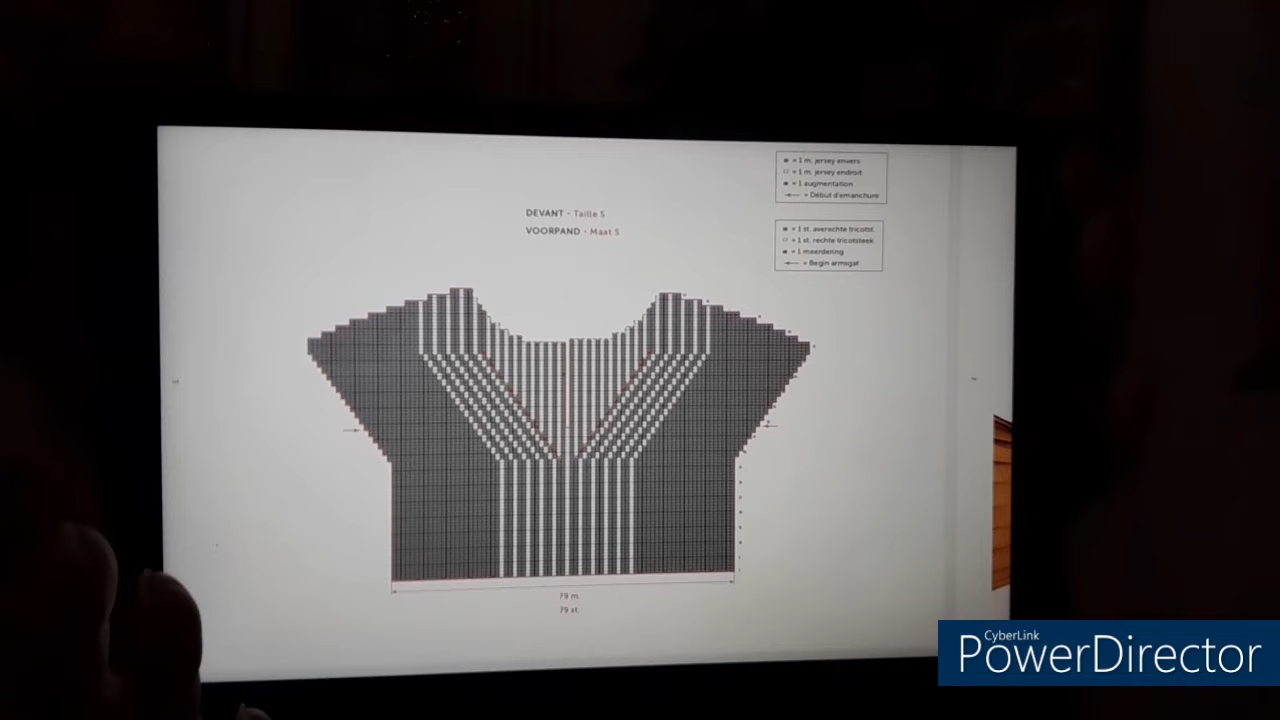 = 1 m. jersey envers
= 1 m. jersey endroit
= 1 augmentation
= Début d'emanchure
DEVANT - Taille S
VOORPAND - Maat S
= 1 st. averechte tricotst.
= 1 st. rechte tricotsteek
= 1 meerdering
= Begin armsgat
79 m.
79 st.
CyberLink
PowerDirector